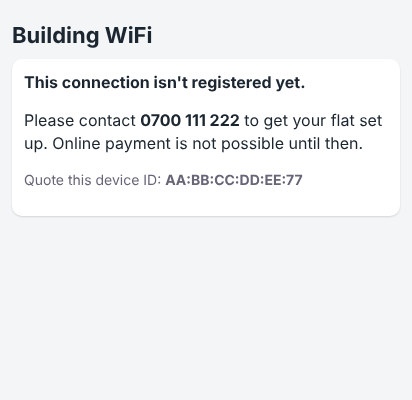 Building WiFi
This connection isn't registered yet.
Please contact 0700 111 222 to get your flat set
up. Online payment is not possible until then.
Quote this device ID: AA:BB:CC:DD:EE:77